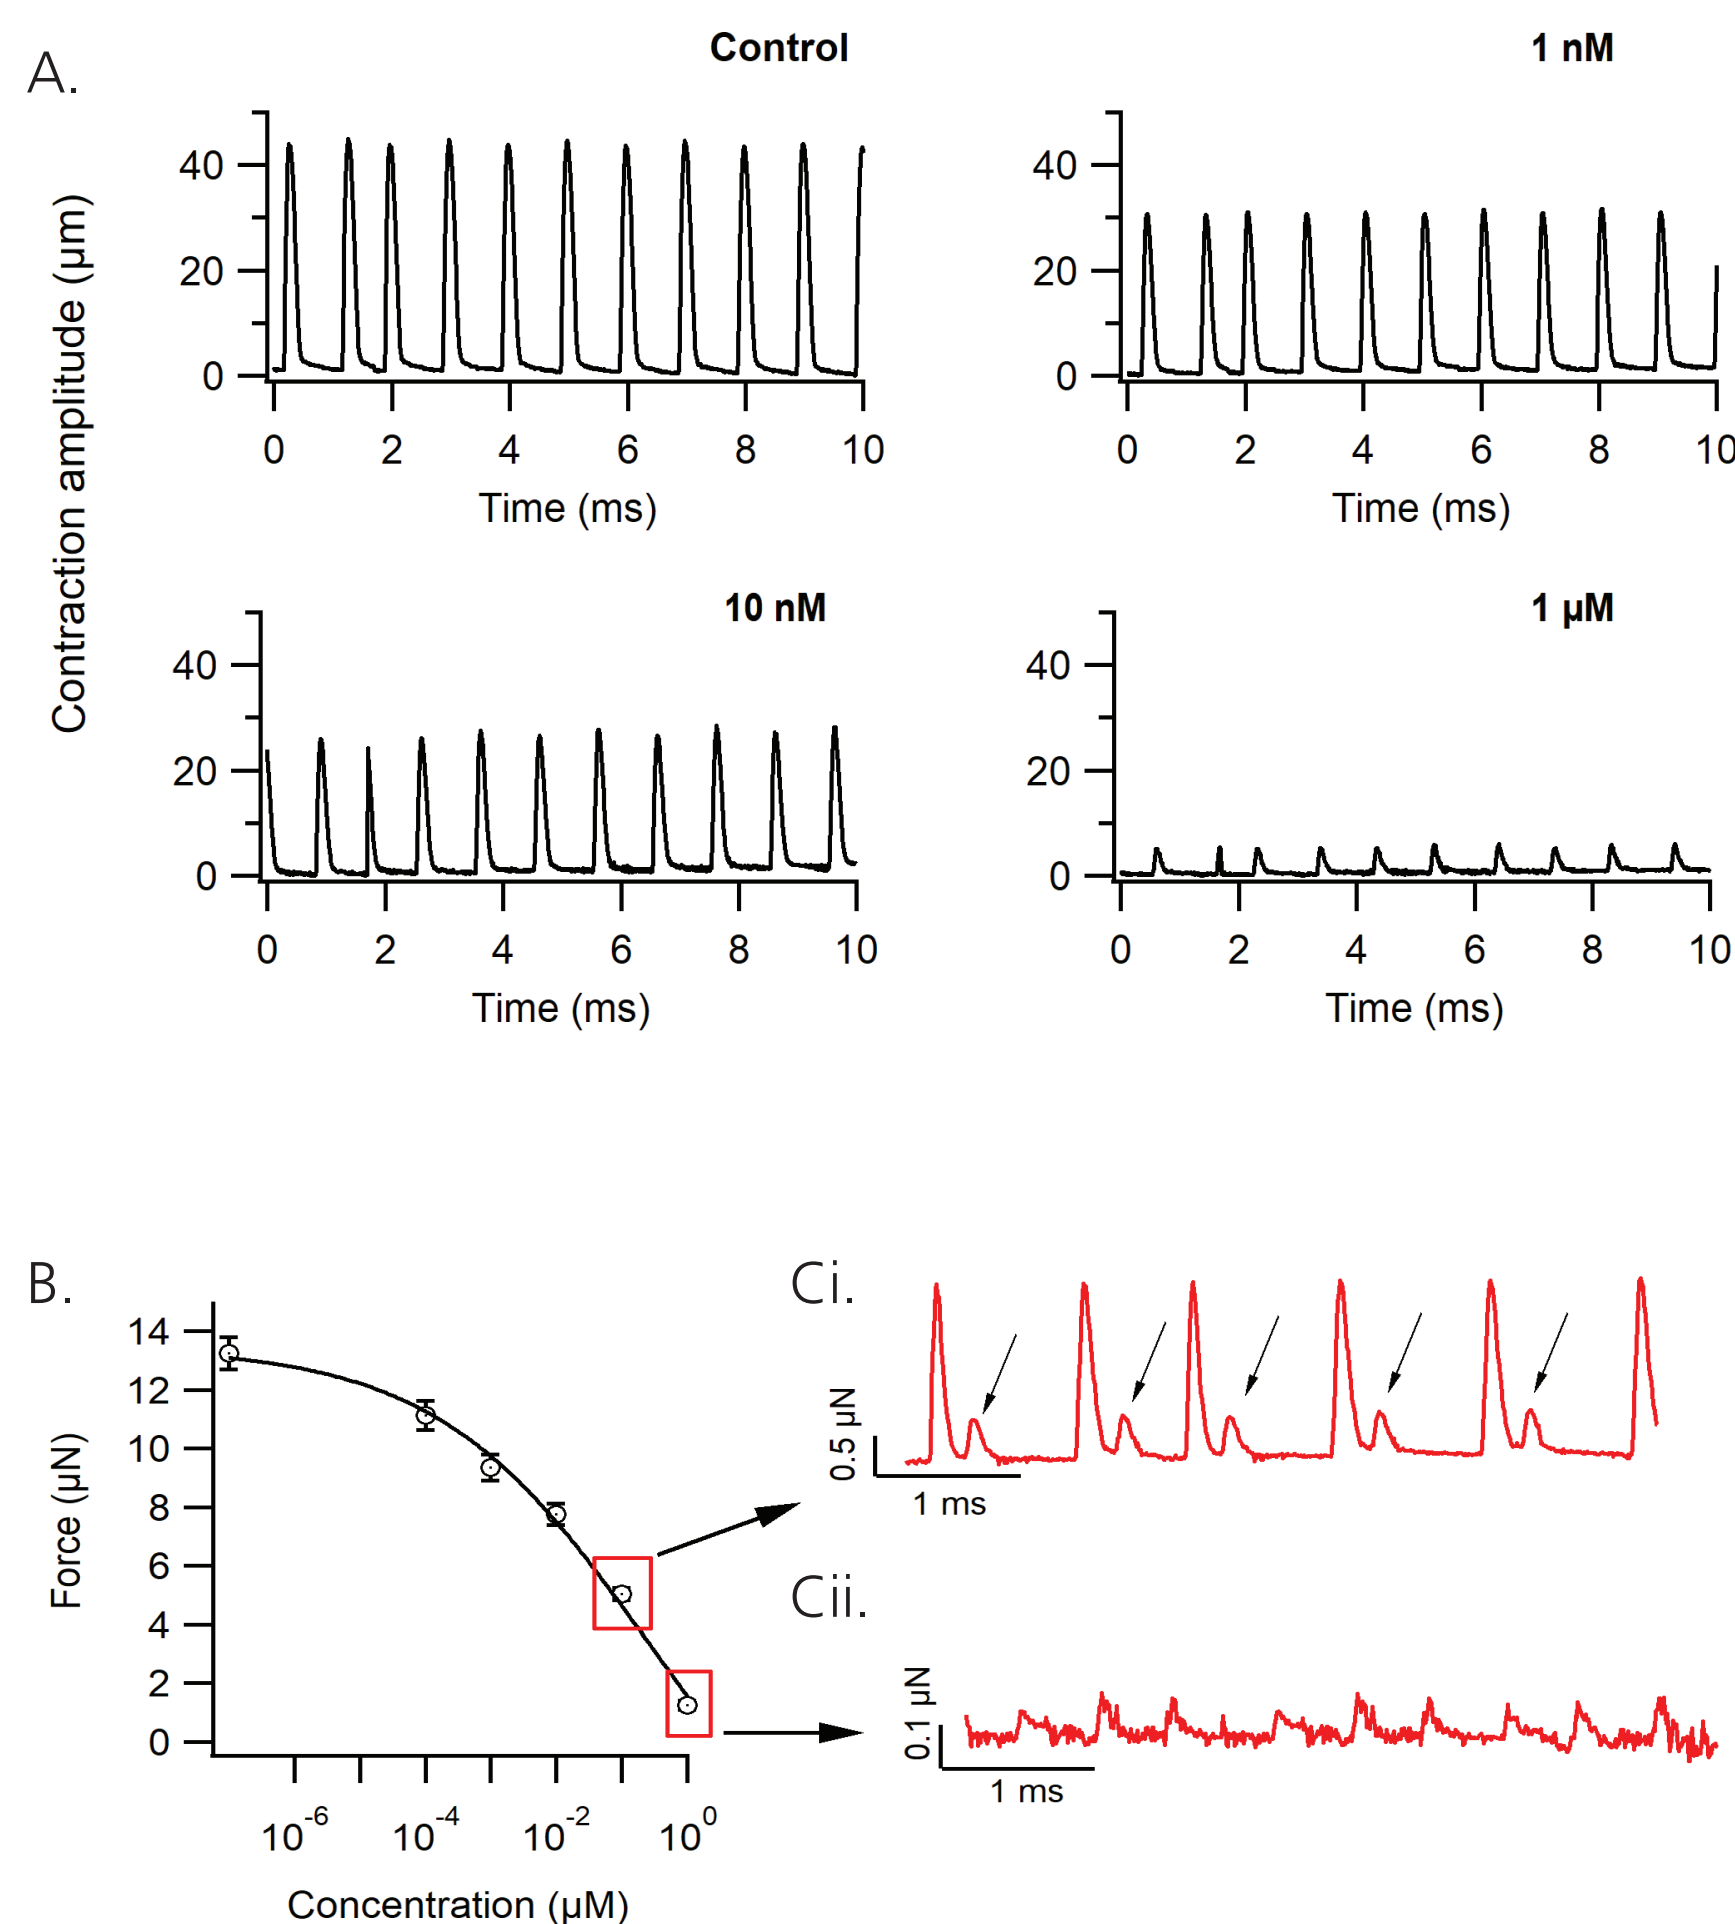 A.
Control
1 nM
Contraction amplitude (µm)
40
20
0
0 2 4 6 8 10
Time (ms)
40
20
0
0 2 4 6 8 10
Time (ms)
10 nM
1 µM
40
20
0
0 2 4 6 8 10
Time (ms)
40
20
0
0 2 4 6 8 10
Time (ms)
B.
Force (µN)
14
12
10
8
6
4
2
0
10-6 10-4 10-2 100
Concentration (µM)
Ci.
0.5 µN
1 ms
Cii.
0.1 µN
1 ms